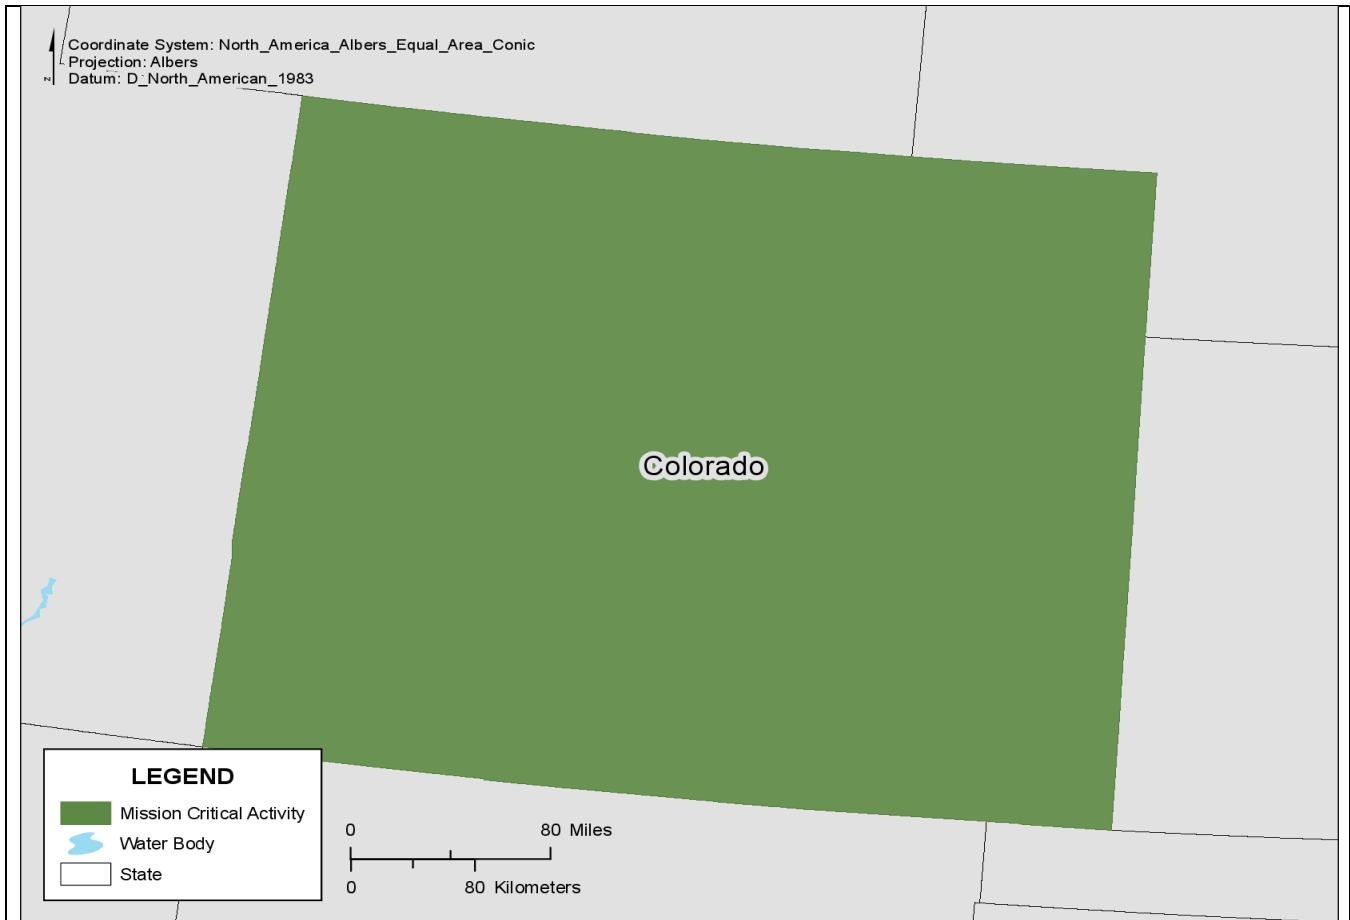 Coordinate System: North_America_Albers_Equal_Area_Conic
Projection: Albers
N
Datum: D_North_American_1983
Colorado
LEGEND
Mission Critical Activity
Water Body
State
0 80 Miles
0 80 Kilometers